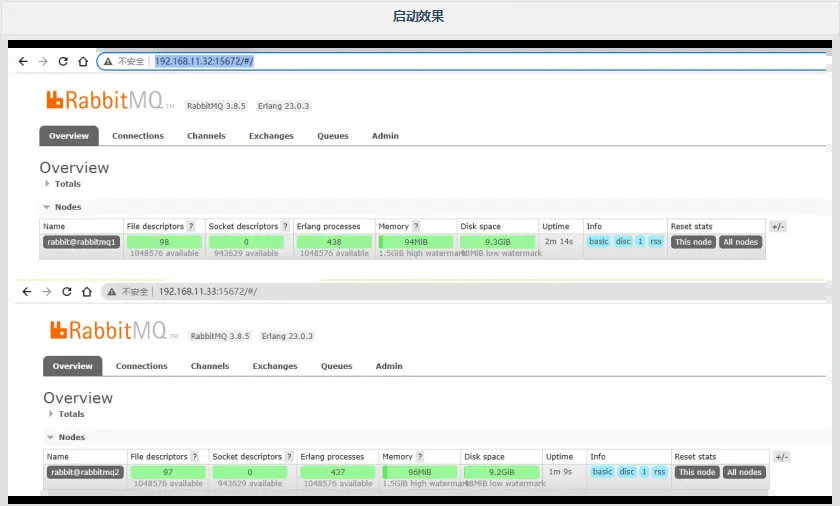 启动效果
不安全 192.168.11.32:15672/#/
RabbitMQ TM RabbitMQ 3.8.5 Erlang 23.0.3
Overview Connections Channels Exchanges Queues Admin
Overview
Totals
Nodes
Name File descriptors ? Socket descriptors ? Erlang processes Memory ? Disk space Uptime Info Reset stats +/-
rabbit@rabbitmq1 98 0 438 94MiB 9.3GiB 2m 14s basic disc 1 rss This node All nodes
1048576 available 943629 available 1048576 available 1.5GiB high watermark 48MiB low watermark
不安全 192.168.11.33:15672/#/
RabbitMQ TM RabbitMQ 3.8.5 Erlang 23.0.3
Overview Connections Channels Exchanges Queues Admin
Overview
Totals
Nodes
Name File descriptors ? Socket descriptors ? Erlang processes Memory ? Disk space Uptime Info Reset stats +/-
rabbit@rabbitmq2 97 0 437 96MiB 9.2GiB 1m 9s basic disc 1 rss This node All nodes
1048576 available 943629 available 1048576 available 1.5GiB high watermark 48MiB low watermark